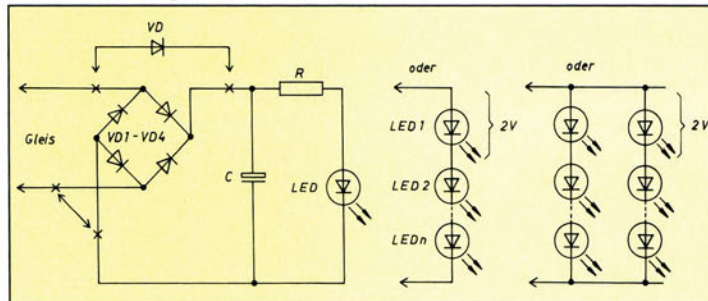 VD
oder
oder
R
LED1
2V
2V
Gleis
VD1-VD4
C
LED
LED2
LEDn